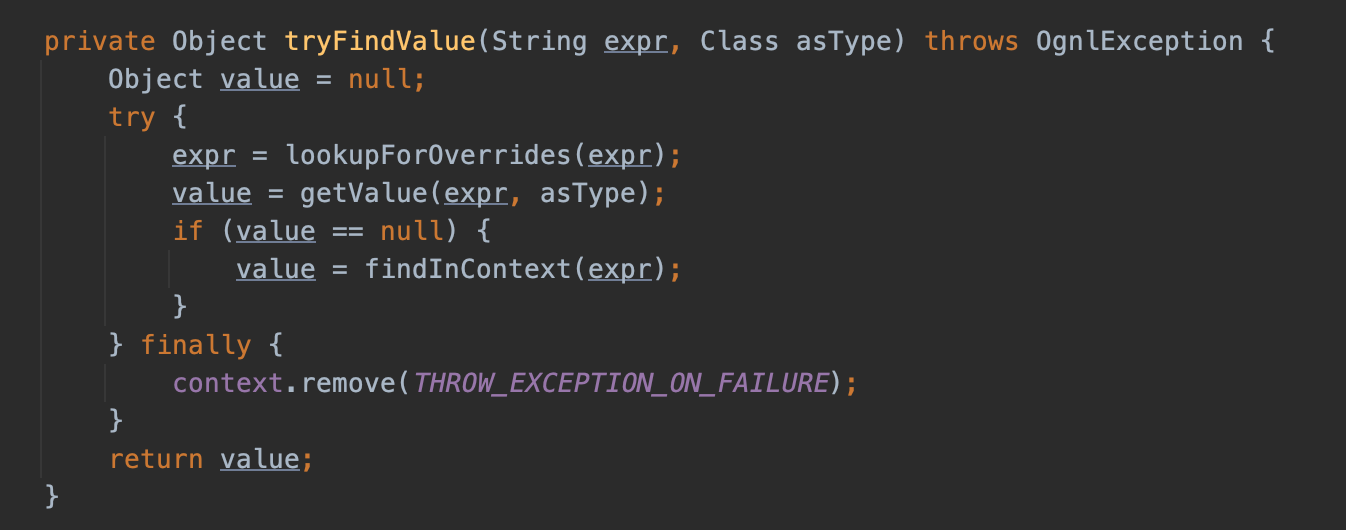 private Object tryFindValue(String expr, Class asType) throws OgnlException {
    Object value = null;
    try {
        expr = lookupForOverrides(expr);
        value = getValue(expr, asType);
        if (value == null) {
            value = findInContext(expr);
        }
    } finally {
        context.remove(THROW_EXCEPTION_ON_FAILURE);
    }
    return value;
}